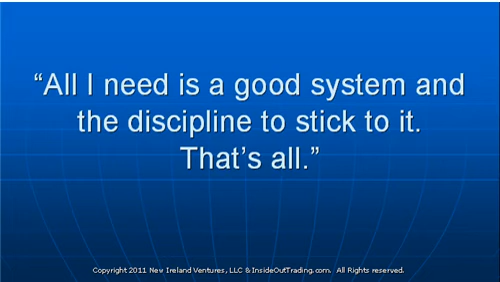 “All I need is a good system and
the discipline to stick to it.
That’s all.”
Copyright 2011 New Ireland Ventures, LLC & InsideOutTrading.com. All Rights reserved.